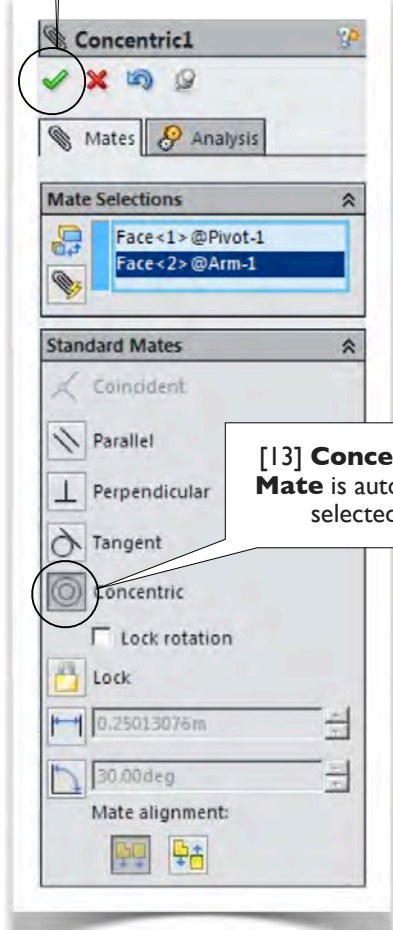 Concentric1
Mates Analysis
Mate Selections
Face<1>@Pivot-1
Face<2>@Arm-1
Standard Mates
Coincident
Parallel
Perpendicular
Tangent
Concentric
Lock rotation
Lock
0.25013076m
30.00deg
Mate alignment:
[13] Conce
Mate is auto
selected